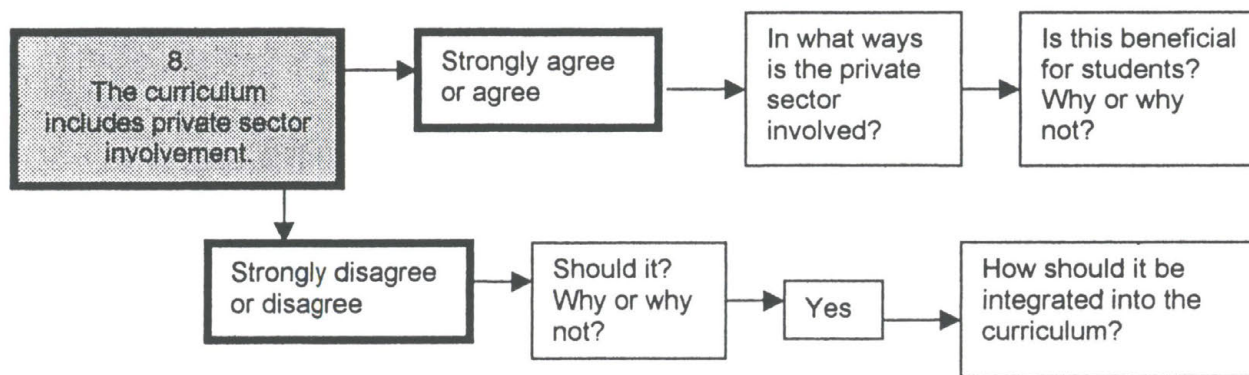 8.
The curriculum
includes private sector
involvement.
Strongly agree
or agree
In what ways
is the private
sector
involved?
Is this beneficial
for students?
Why or why
not?
Strongly disagree
or disagree
Should it?
Why or why
not?
Yes
How should it be
integrated into the
curriculum?